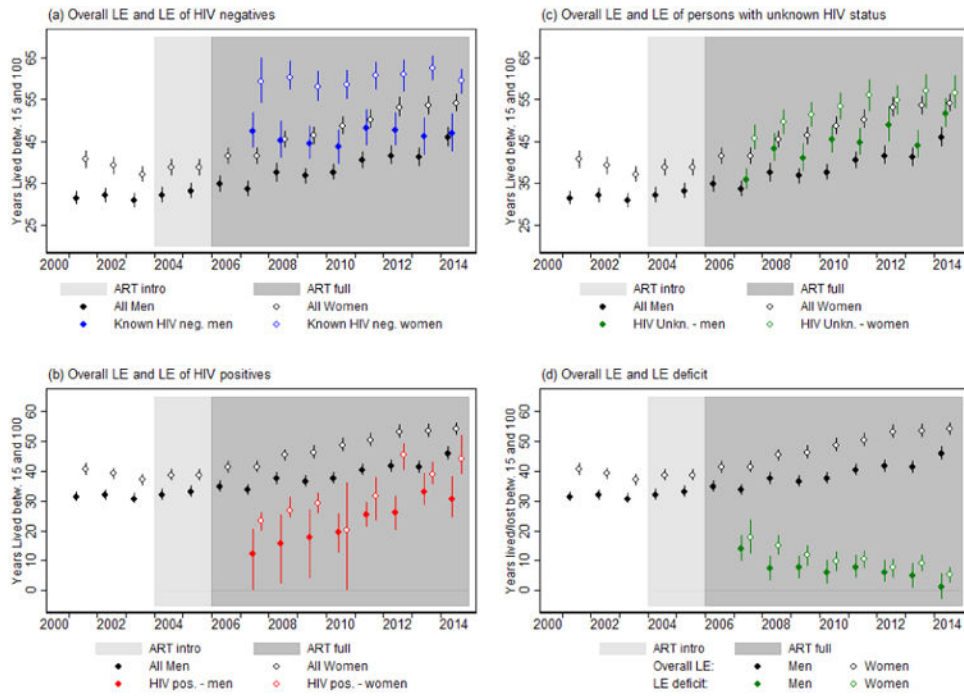 (a) Overall LE and LE of HIV negatives
Years Lived betw. 15 and 100
65
55
45
35
25
2000 2002 2004 2006 2008 2010 2012 2014
ART intro ART full
All Men All Women
Known HIV neg. men Known HIV neg. women
(c) Overall LE and LE of persons with unknown HIV status
Years Lived betw. 15 and 100
65
55
45
35
25
2000 2002 2004 2006 2008 2010 2012 2014
ART intro ART full
All Men All Women
HIV Unkn. - men HIV Unkn. - women
(b) Overall LE and LE of HIV positives
Years Lived betw. 15 and 100
60
50
40
30
20
10
0
2000 2002 2004 2006 2008 2010 2012 2014
ART intro ART full
All Men All Women
HIV pos. - men HIV pos. - women
(d) Overall LE and LE deficit
Years lived/lost betw. 15 and 100
60
50
40
30
20
10
0
2000 2002 2004 2006 2008 2010 2012 2014
ART intro ART full
Overall LE: Men Women
LE deficit: Men Women